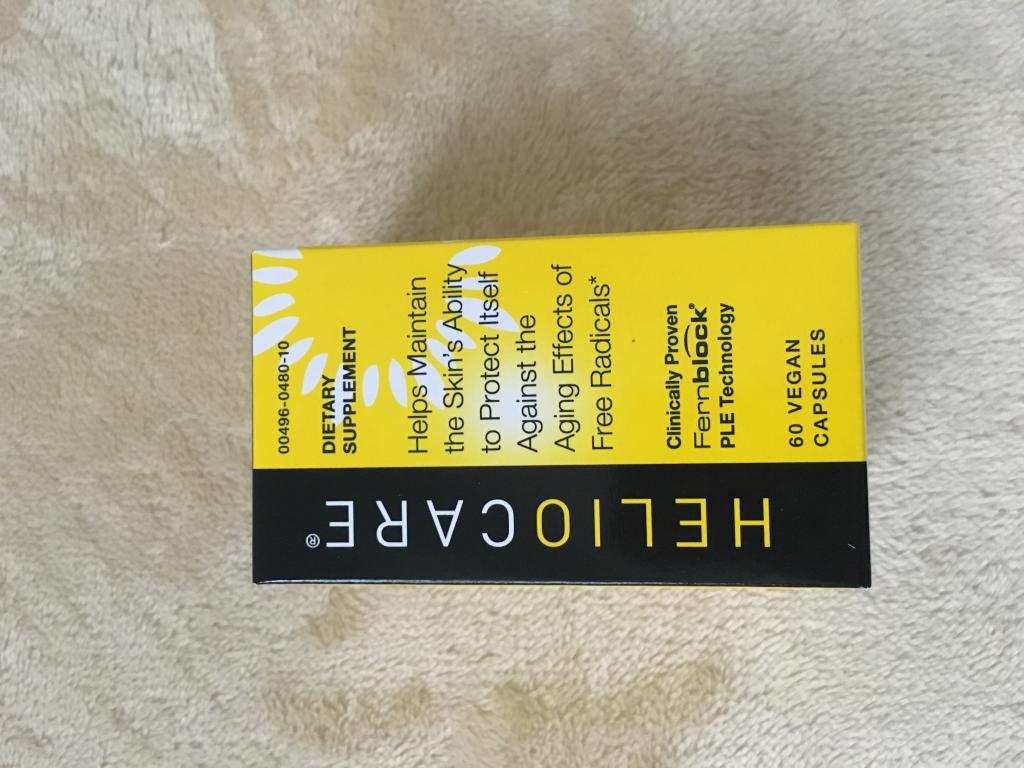 00496-0480-10
DIETARY
SUPPLEMENT
Helps Maintain
the Skin's Ability
to Protect Itself
Against the
Aging Effects of
Free Radicals*
Clinically Proven
Fernblock®
PLE Technology
60 VEGAN
CAPSULES
HELIOCARE®